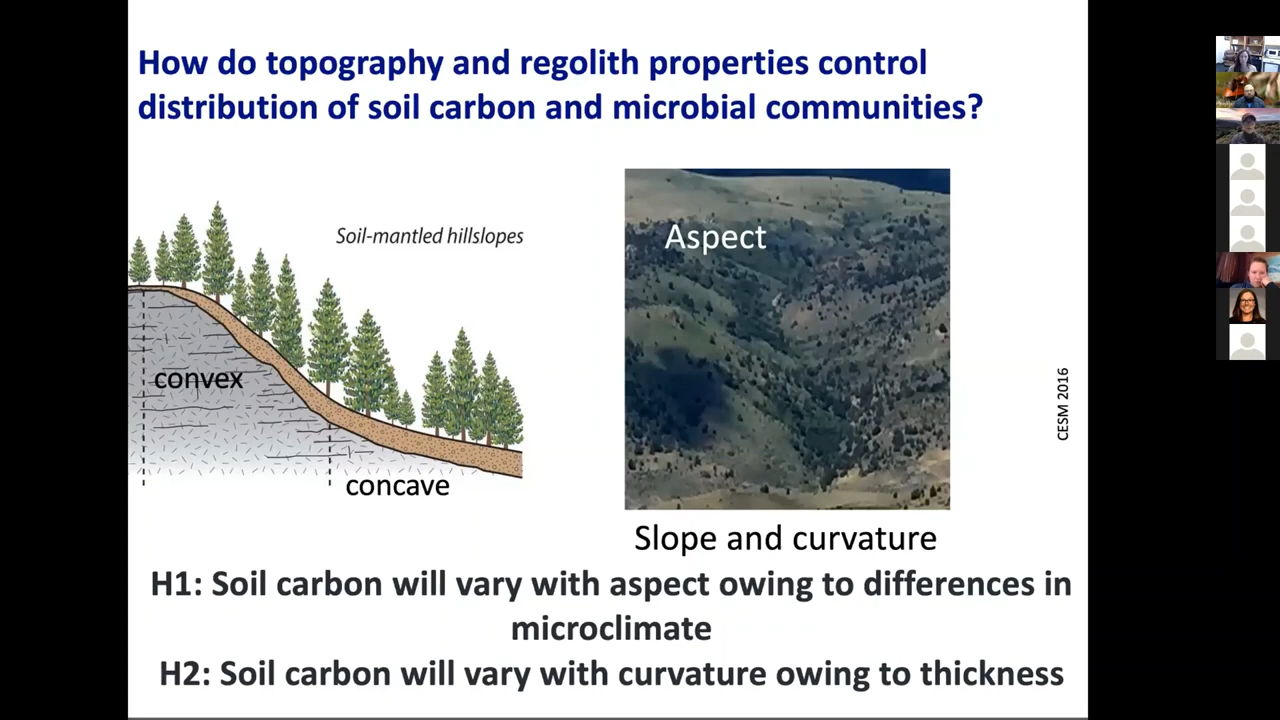 How do topography and regolith properties control
distribution of soil carbon and microbial communities?
Soil-mantled hillslopes
Aspect
convex
concave
CESM 2016
Slope and curvature
H1: Soil carbon will vary with aspect owing to differences in
microclimate
H2: Soil carbon will vary with curvature owing to thickness